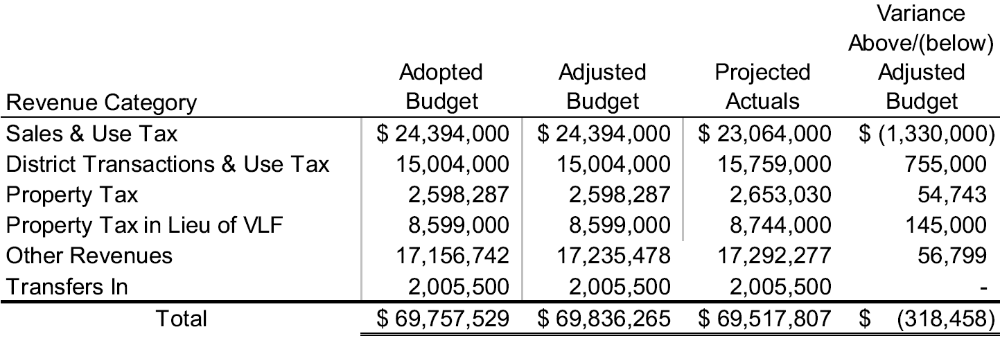 Variance
Above/(below)
Adopted Adjusted Projected Adjusted
Revenue Category Budget Budget Actuals Budget
Sales & Use Tax $ 24,394,000 $ 24,394,000 $ 23,064,000 $ (1,330,000)
District Transactions & Use Tax 15,004,000 15,004,000 15,759,000 755,000
Property Tax 2,598,287 2,598,287 2,653,030 54,743
Property Tax in Lieu of VLF 8,599,000 8,599,000 8,744,000 145,000
Other Revenues 17,156,742 17,235,478 17,292,277 56,799
Transfers In 2,005,500 2,005,500 2,005,500 -
Total $ 69,757,529 $ 69,836,265 $ 69,517,807 $ (318,458)